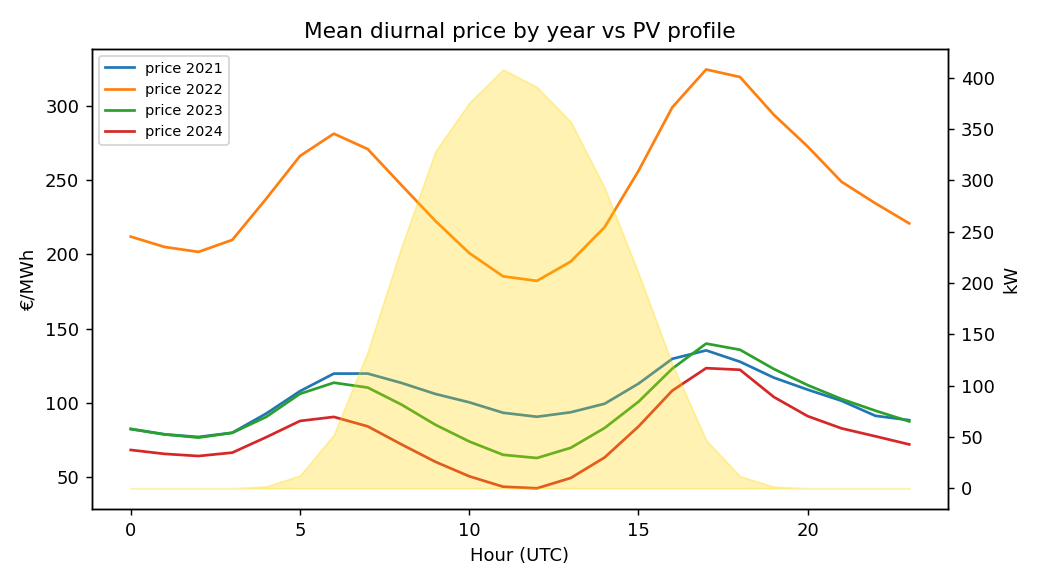 Mean diurnal price by year vs PV profile
price 2021
price 2022
price 2023
price 2024
€/MWh
300
250
200
150
100
50
400
350
300
250
200
150
100
50
0
kW
0 5 10 15 20
Hour (UTC)